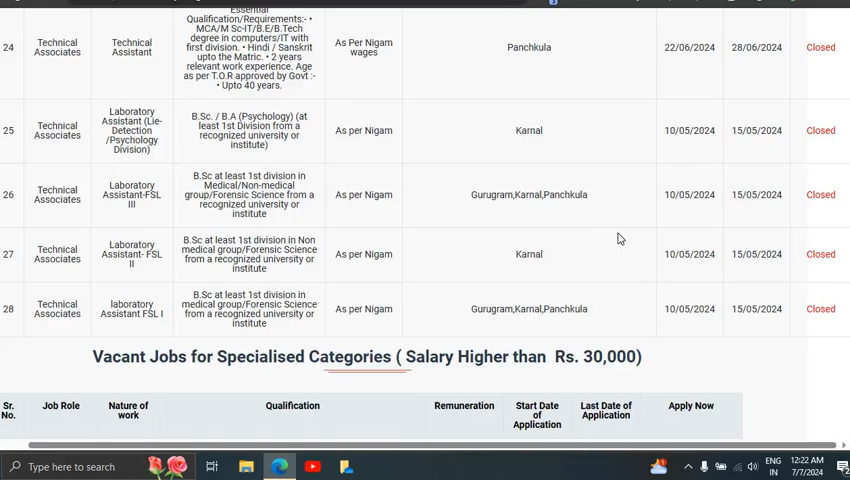 Essential
Qualification/Requirements:- •
MCA/M Sc-IT/B.E/B.Tech
degree in computers/IT with
first division. • Hindi / Sanskrit
upto the Matric. • 2 years
relevant work experience. Age
as per T.O.R approved by Govt :-
• Upto 40 years.
24
Technical
Associates
Technical
Assistant
As Per Nigam
wages
Panchkula
22/06/2024
28/06/2024
Closed
25
Technical
Associates
Laboratory
Assistant (Lie-
Detection
/Psychology
Division)
B.Sc. / B.A (Psychology) (at
least 1st Division from a
recognized university or
institute)
As per Nigam
Karnal
10/05/2024
15/05/2024
Closed
26
Technical
Associates
Laboratory
Assistant-FSL
III
B.Sc at least 1st division in
Medical/Non-medical
group/Forensic Science from a
recognized university or
institute
As per Nigam
Gurugram,Karnal,Panchkula
10/05/2024
15/05/2024
Closed
27
Technical
Associates
Laboratory
Assistant- FSL
II
B.Sc at least 1st division in Non
medical group/Forensic Science
from a recognized university or
institute
As per Nigam
Karnal
10/05/2024
15/05/2024
Closed
28
Technical
Associates
laboratory
Assistant FSL I
B.Sc at least 1st division in
medical group/Forensic Science
from a recognized university or
institute
As per Nigam
Gurugram,Karnal,Panchkula
10/05/2024
15/05/2024
Closed
Vacant Jobs for Specialised Categories ( Salary Higher than Rs. 30,000)
Sr.
No.
Job Role
Nature of
work
Qualification
Remuneration
Start Date
of
Application
Last Date of
Application
Apply Now
Type here to search
ENG
IN
12:22 AM
7/7/2024